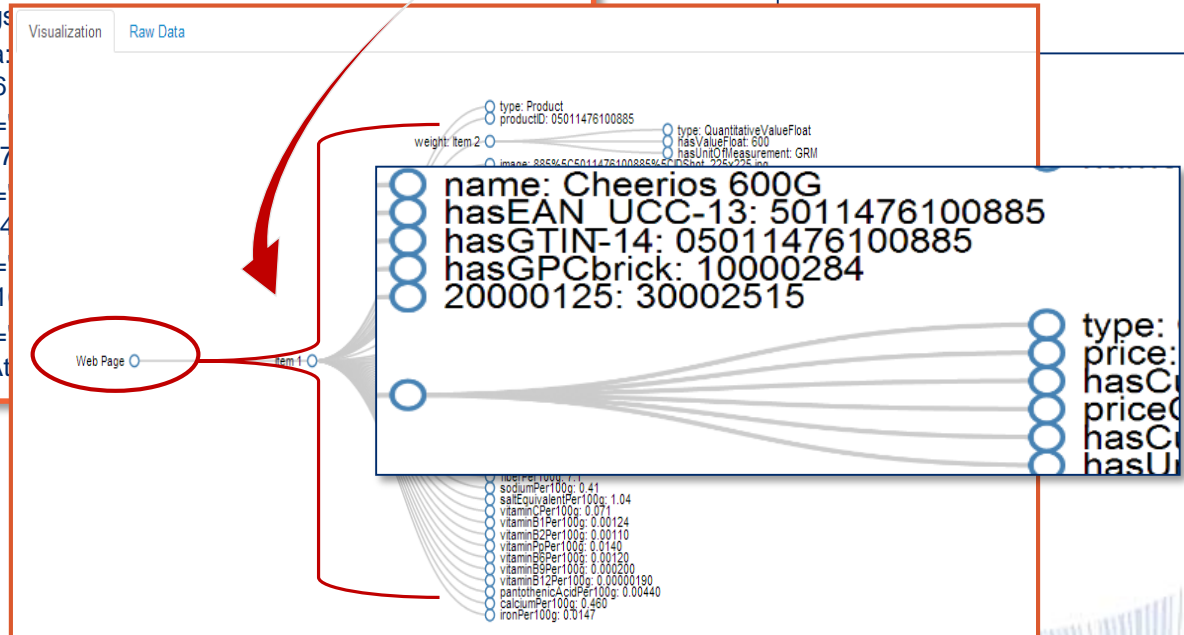 Visualization
Raw Data
type: Product
productID: 05011476100885
weight: Item 2
type: QuantitativeValueFloat
hasValueFloat: 600
hasUnitOfMeasurement: GRM
name: Cheerios 600G
hasEAN_UCC-13: 5011476100885
hasGTIN-14: 05011476100885
hasGPCbrick: 10000284
20000125: 30002515
type:
price:
Web Page
Item 1
fiberPer100g: 7.1
sodiumPer100g: 0.41
saltEquivalentPer100g: 1.04
vitaminCPer100g: 0.071
vitaminB1Per100g: 0.00124
vitaminB2Per100g: 0.00110
vitaminPpPer100g: 0.0140
vitaminB6Per100g: 0.00120
vitaminB9Per100g: 0.000200
vitaminB12Per100g: 0.00000190
pantothenicAcidPer100g: 0.00440
calciumPer100g: 0.460
ironPer100g: 0.0147